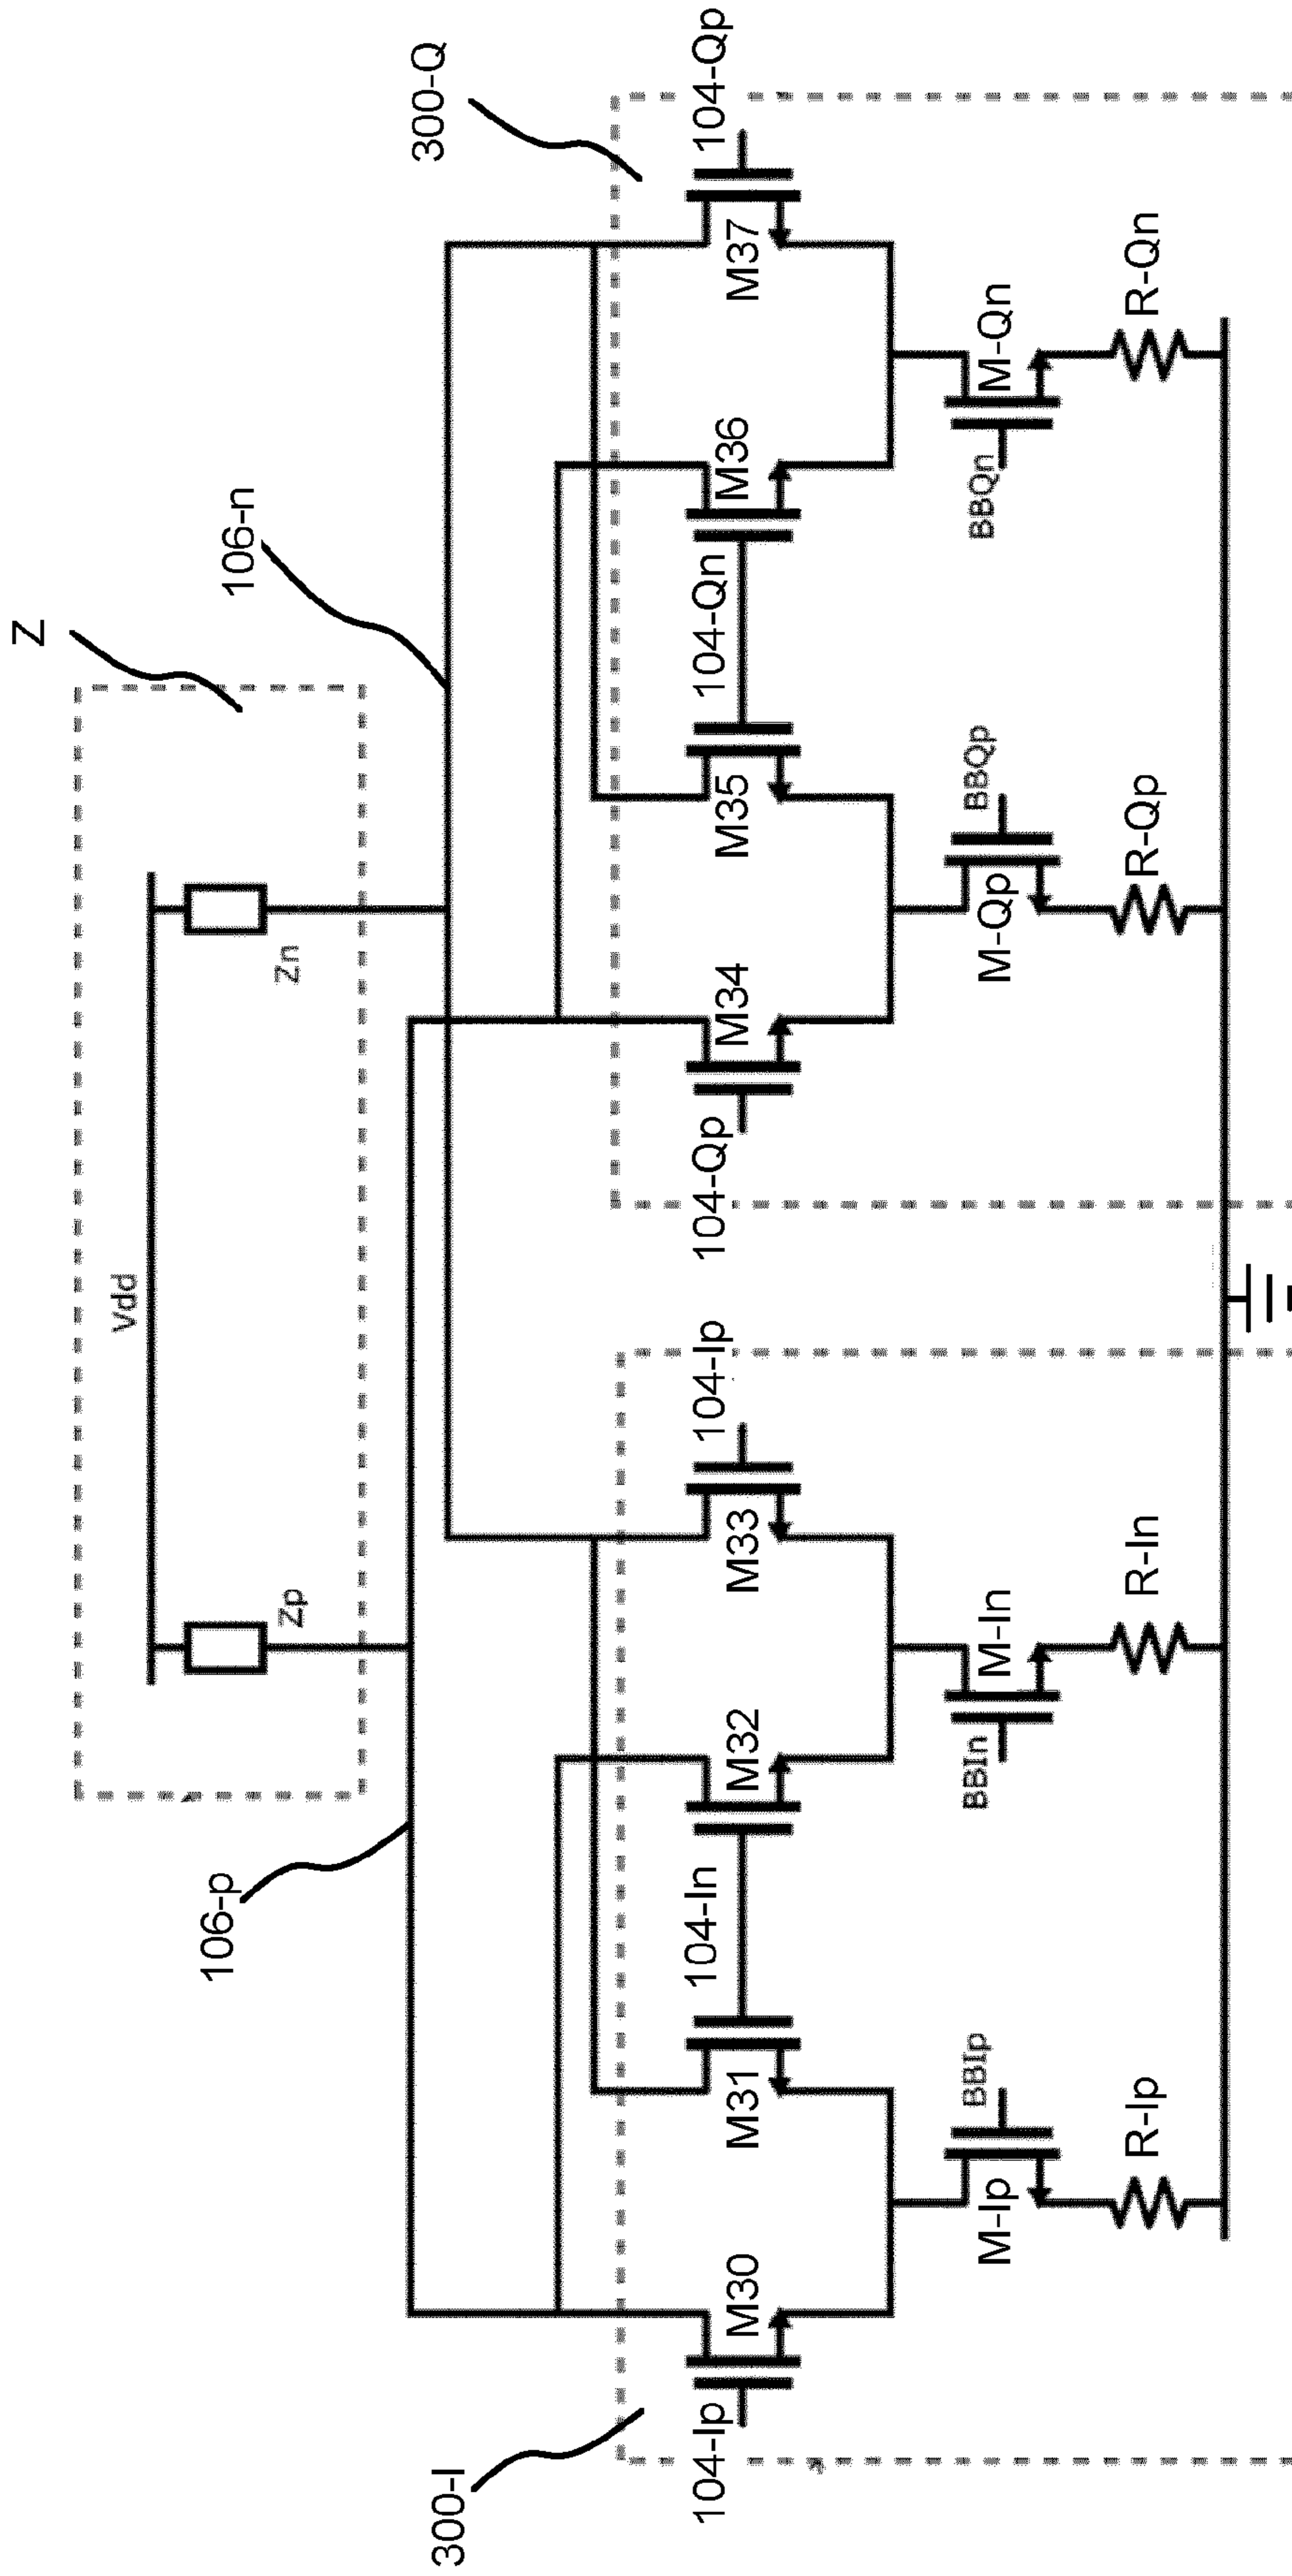 Z
106-p
106-n
Vdd
Zp
Zn
300-I
300-Q
104-Ip
M30
M31
104-In
M32
M33
104-Ip
104-Qp
M34
M35
104-Qn
M36
M37
104-Qp
M-Ip
BBIp
BBIn
M-In
M-Qp
BBQp
BBQn
M-Qn
R-Ip
R-In
R-Qp
R-Qn